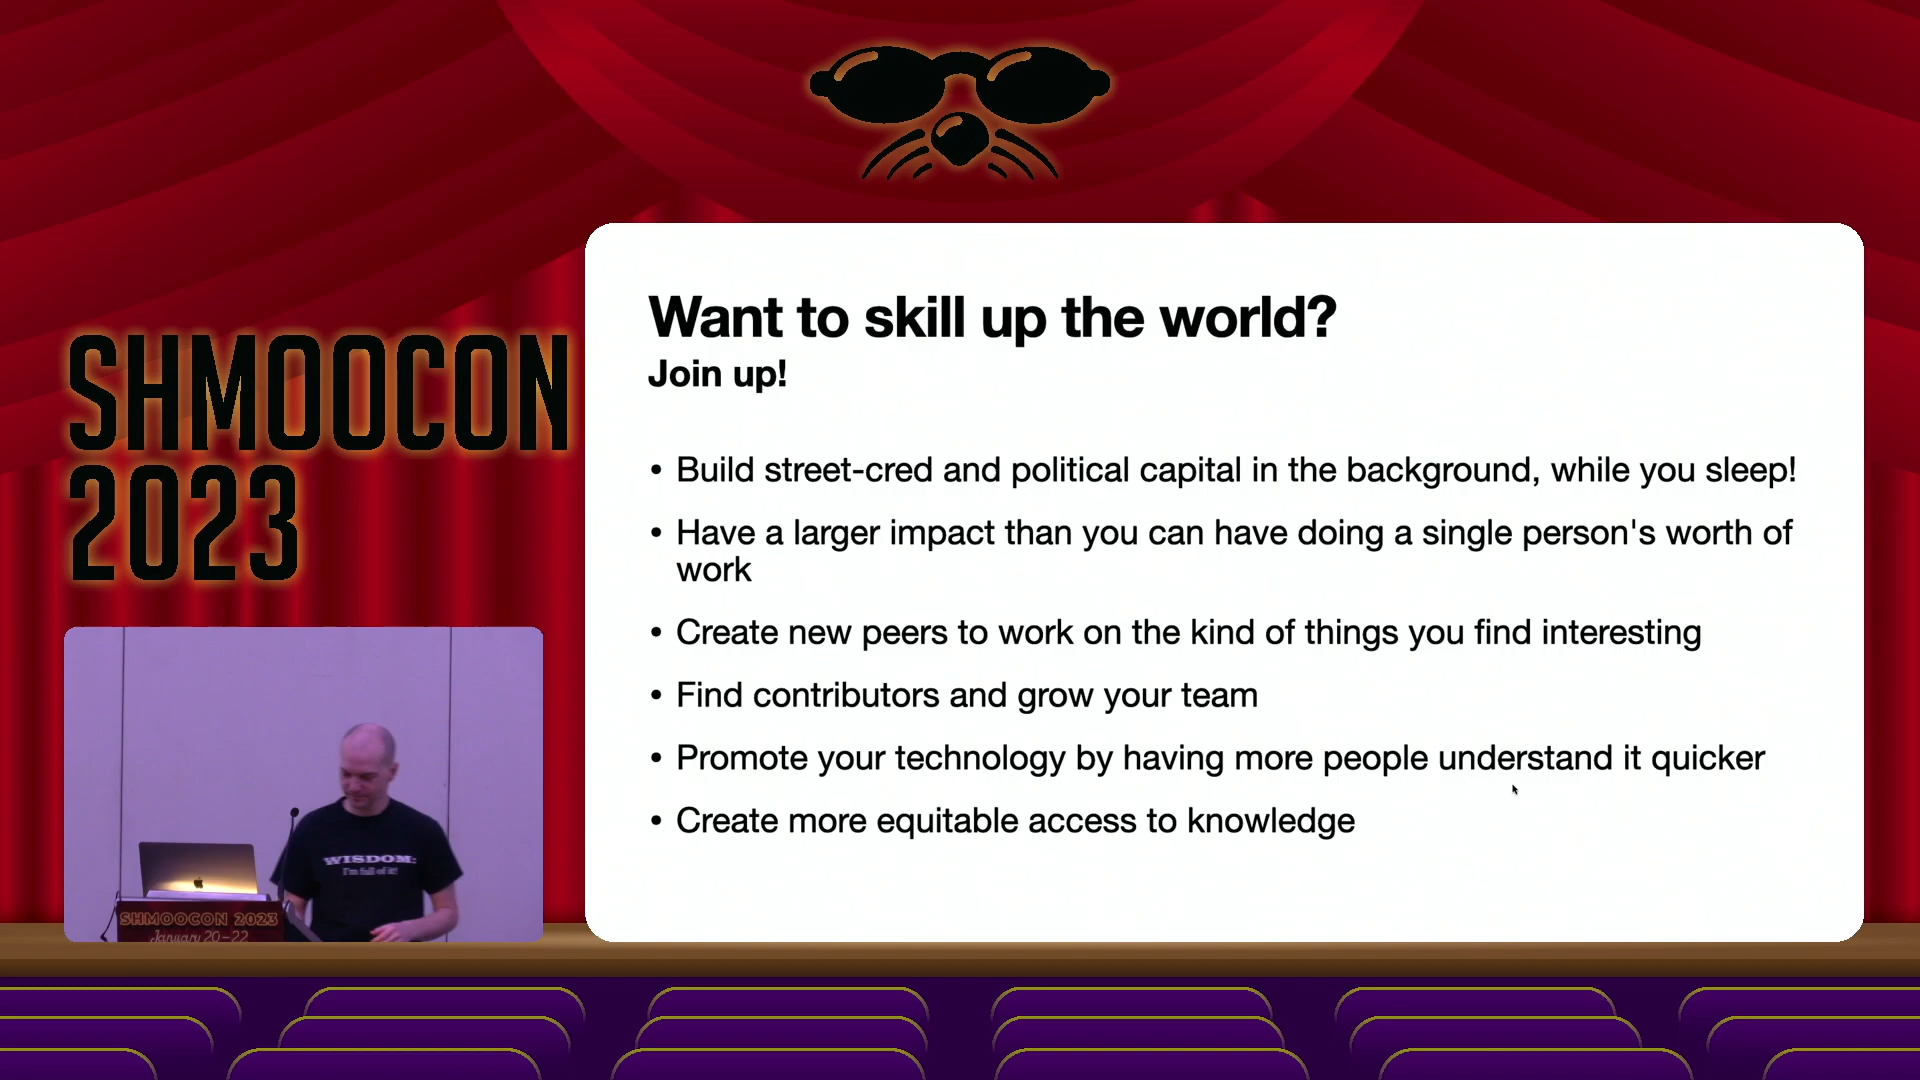 SHMOOCON
2023
Want to skill up the world?
Join up!
• Build street-cred and political capital in the background, while you sleep!
• Have a larger impact than you can have doing a single person's worth of
work
• Create new peers to work on the kind of things you find interesting
• Find contributors and grow your team
• Promote your technology by having more people understand it quicker
• Create more equitable access to knowledge
WISDOM:
I'm full of it!
SHMOOCON 2023
January 20-22